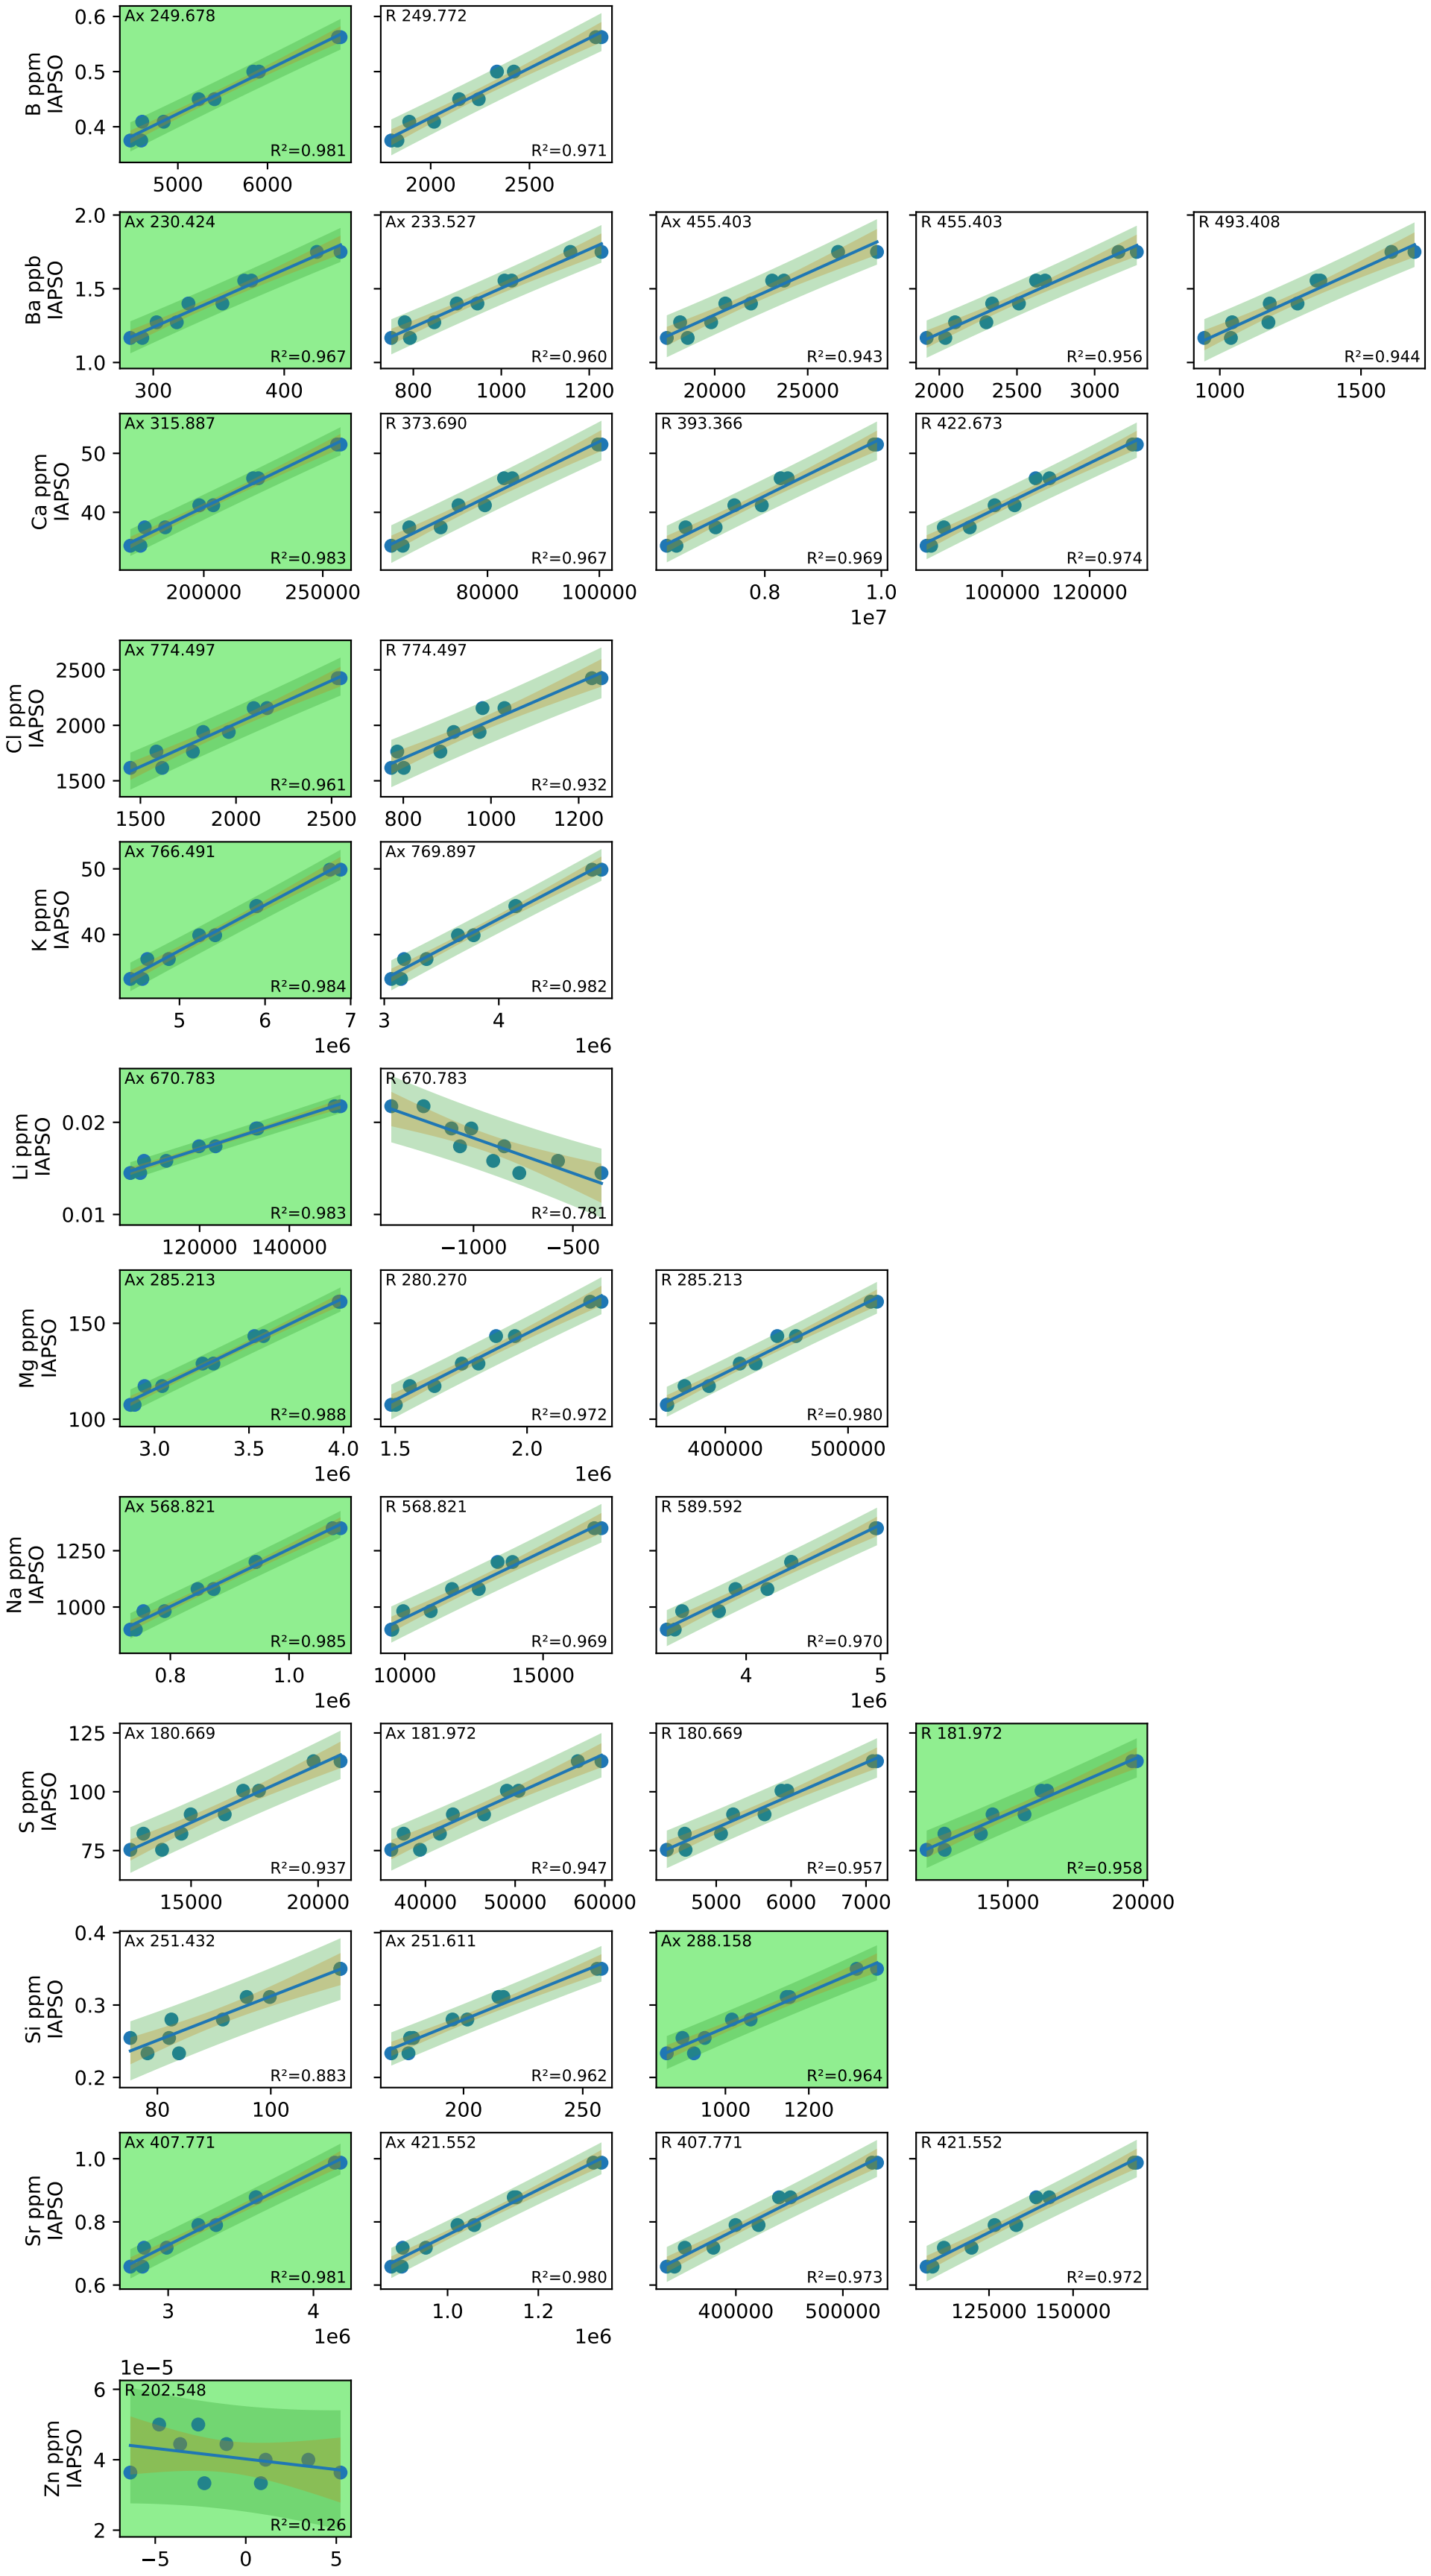 Ax 249.678
R 249.772
B ppm
IAPSO
0.6
0.5
0.4
R²=0.981
R²=0.971
5000 6000
2000 2500
Ax 230.424
Ax 233.527
Ax 455.403
R 455.403
R 493.408
Ba ppb
IAPSO
2.0
1.5
1.0
R²=0.967
R²=0.960
R²=0.943
R²=0.956
R²=0.944
300 400
800 1000 1200
20000 25000
2000 2500 3000
1000 1500
Ax 315.887
R 373.690
R 393.366
R 422.673
Ca ppm
IAPSO
50
40
R²=0.983
R²=0.967
R²=0.969
R²=0.974
200000 250000
80000 100000
0.8 1.0
1e7
100000 120000
Ax 774.497
R 774.497
Cl ppm
IAPSO
2500
2000
1500
R²=0.961
R²=0.932
1500 2000 2500
800 1000 1200
Ax 766.491
Ax 769.897
K ppm
IAPSO
50
40
R²=0.984
R²=0.982
5 6 7
1e6
3 4
1e6
Ax 670.783
R 670.783
Li ppm
IAPSO
0.02
0.01
R²=0.983
R²=0.781
120000 140000
−1000 −500
Ax 285.213
R 280.270
R 285.213
Mg ppm
IAPSO
150
100
R²=0.988
R²=0.972
R²=0.980
3.0 3.5 4.0
1e6
1.5 2.0
1e6
400000 500000
Ax 568.821
R 568.821
R 589.592
Na ppm
IAPSO
1250
1000
R²=0.985
R²=0.969
R²=0.970
0.8 1.0
1e6
10000 15000
4 5
1e6
Ax 180.669
Ax 181.972
R 180.669
R 181.972
S ppm
IAPSO
125
100
75
R²=0.937
R²=0.947
R²=0.957
R²=0.958
15000 20000
40000 50000 60000
5000 6000 7000
15000 20000
Ax 251.432
Ax 251.611
Ax 288.158
Si ppm
IAPSO
0.4
0.3
0.2
R²=0.883
R²=0.962
R²=0.964
80 100
200 250
1000 1200
Ax 407.771
Ax 421.552
R 407.771
R 421.552
Sr ppm
IAPSO
1.0
0.8
0.6
R²=0.981
R²=0.980
R²=0.973
R²=0.972
3 4
1e6
1.0 1.2
1e6
400000 500000
125000 150000
1e−5
R 202.548
Zn ppm
IAPSO
6
4
2
R²=0.126
−5 0 5